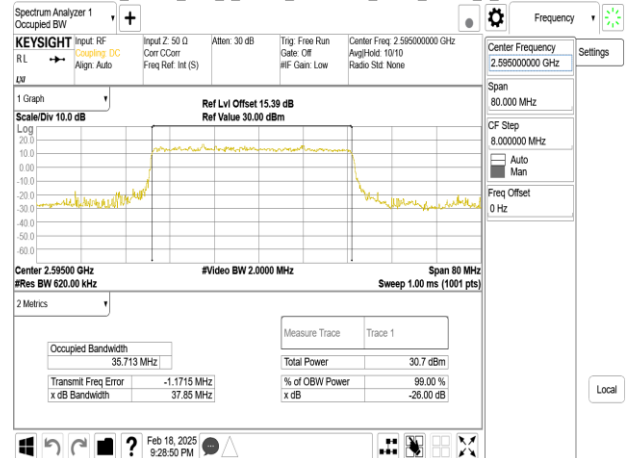 Spectrum Analyzer 1
Occupied BW
Frequency
KEYSIGHT
RL
Input: RF
Coupling: DC
Align: Auto
Input Z: 50 Ω
Corr CCorr
Freq Ref: Int (S)
Atten: 30 dB
Trig: Free Run
Gate: Off
#IF Gain: Low
Center Freq: 2.595000000 GHz
Avg|Hold: 10/10
Radio Std: None
LXI
1 Graph
Scale/Div 10.0 dB
Ref Lvl Offset 15.39 dB
Ref Value 30.00 dBm
Log
20.0
10.0
0.00
-10.0
-20.0
-30.0
-40.0
-50.0
-60.0
Center 2.59500 GHz
#Res BW 620.00 kHz
#Video BW 2.0000 MHz
Span 80 MHz
Sweep 1.00 ms (1001 pts)
2 Metrics
Measure Trace Trace 1
Occupied Bandwidth
35.713 MHz
Total Power 30.7 dBm
Transmit Freq Error -1.1715 MHz
% of OBW Power 99.00 %
x dB Bandwidth 37.85 MHz
x dB -26.00 dB
Center Frequency
2.595000000 GHz
Settings
Span
80.000 MHz
CF Step
8.000000 MHz
Auto
Man
Freq Offset
0 Hz
Local
?
Feb 18, 2025
9:28:50 PM